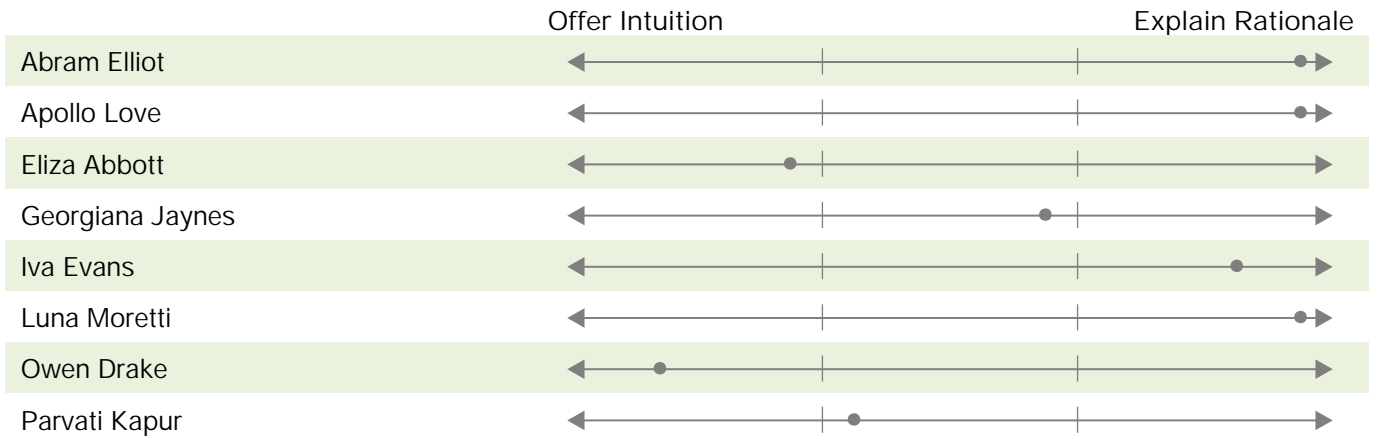 Offer Intuition Explain Rationale
Abram Elliot
Apollo Love
Eliza Abbott
Georgiana Jaynes
Iva Evans
Luna Moretti
Owen Drake
Parvati Kapur